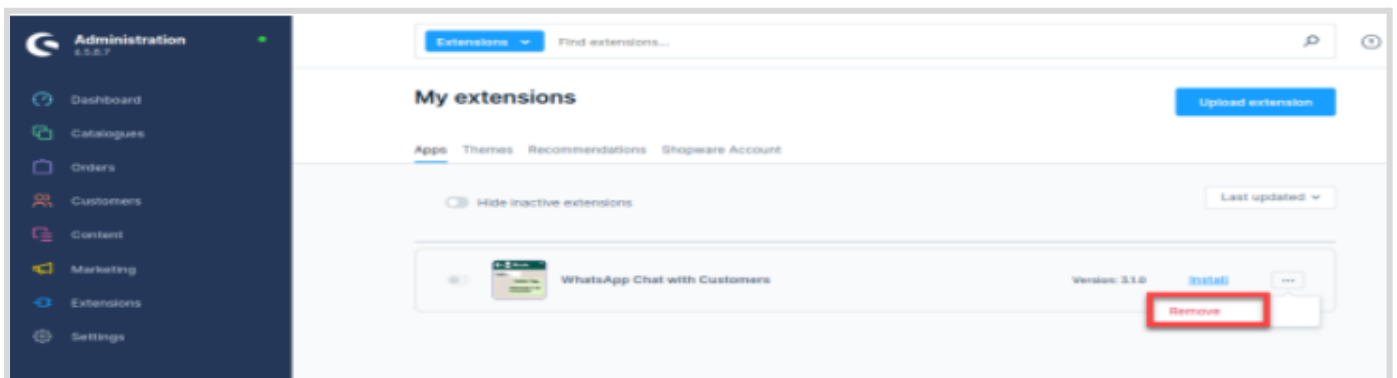 Administration
6.5.8.7
Extensions
Find extensions...
Dashboard
Catalogues
Orders
Customers
Content
Marketing
Extensions
Settings
My extensions
Upload extension
Apps Themes Recommendations Shopware Account
Hide inactive extensions
Last updated
WhatsApp Chat with Customers
Version: 3.1.0
Install
Remove